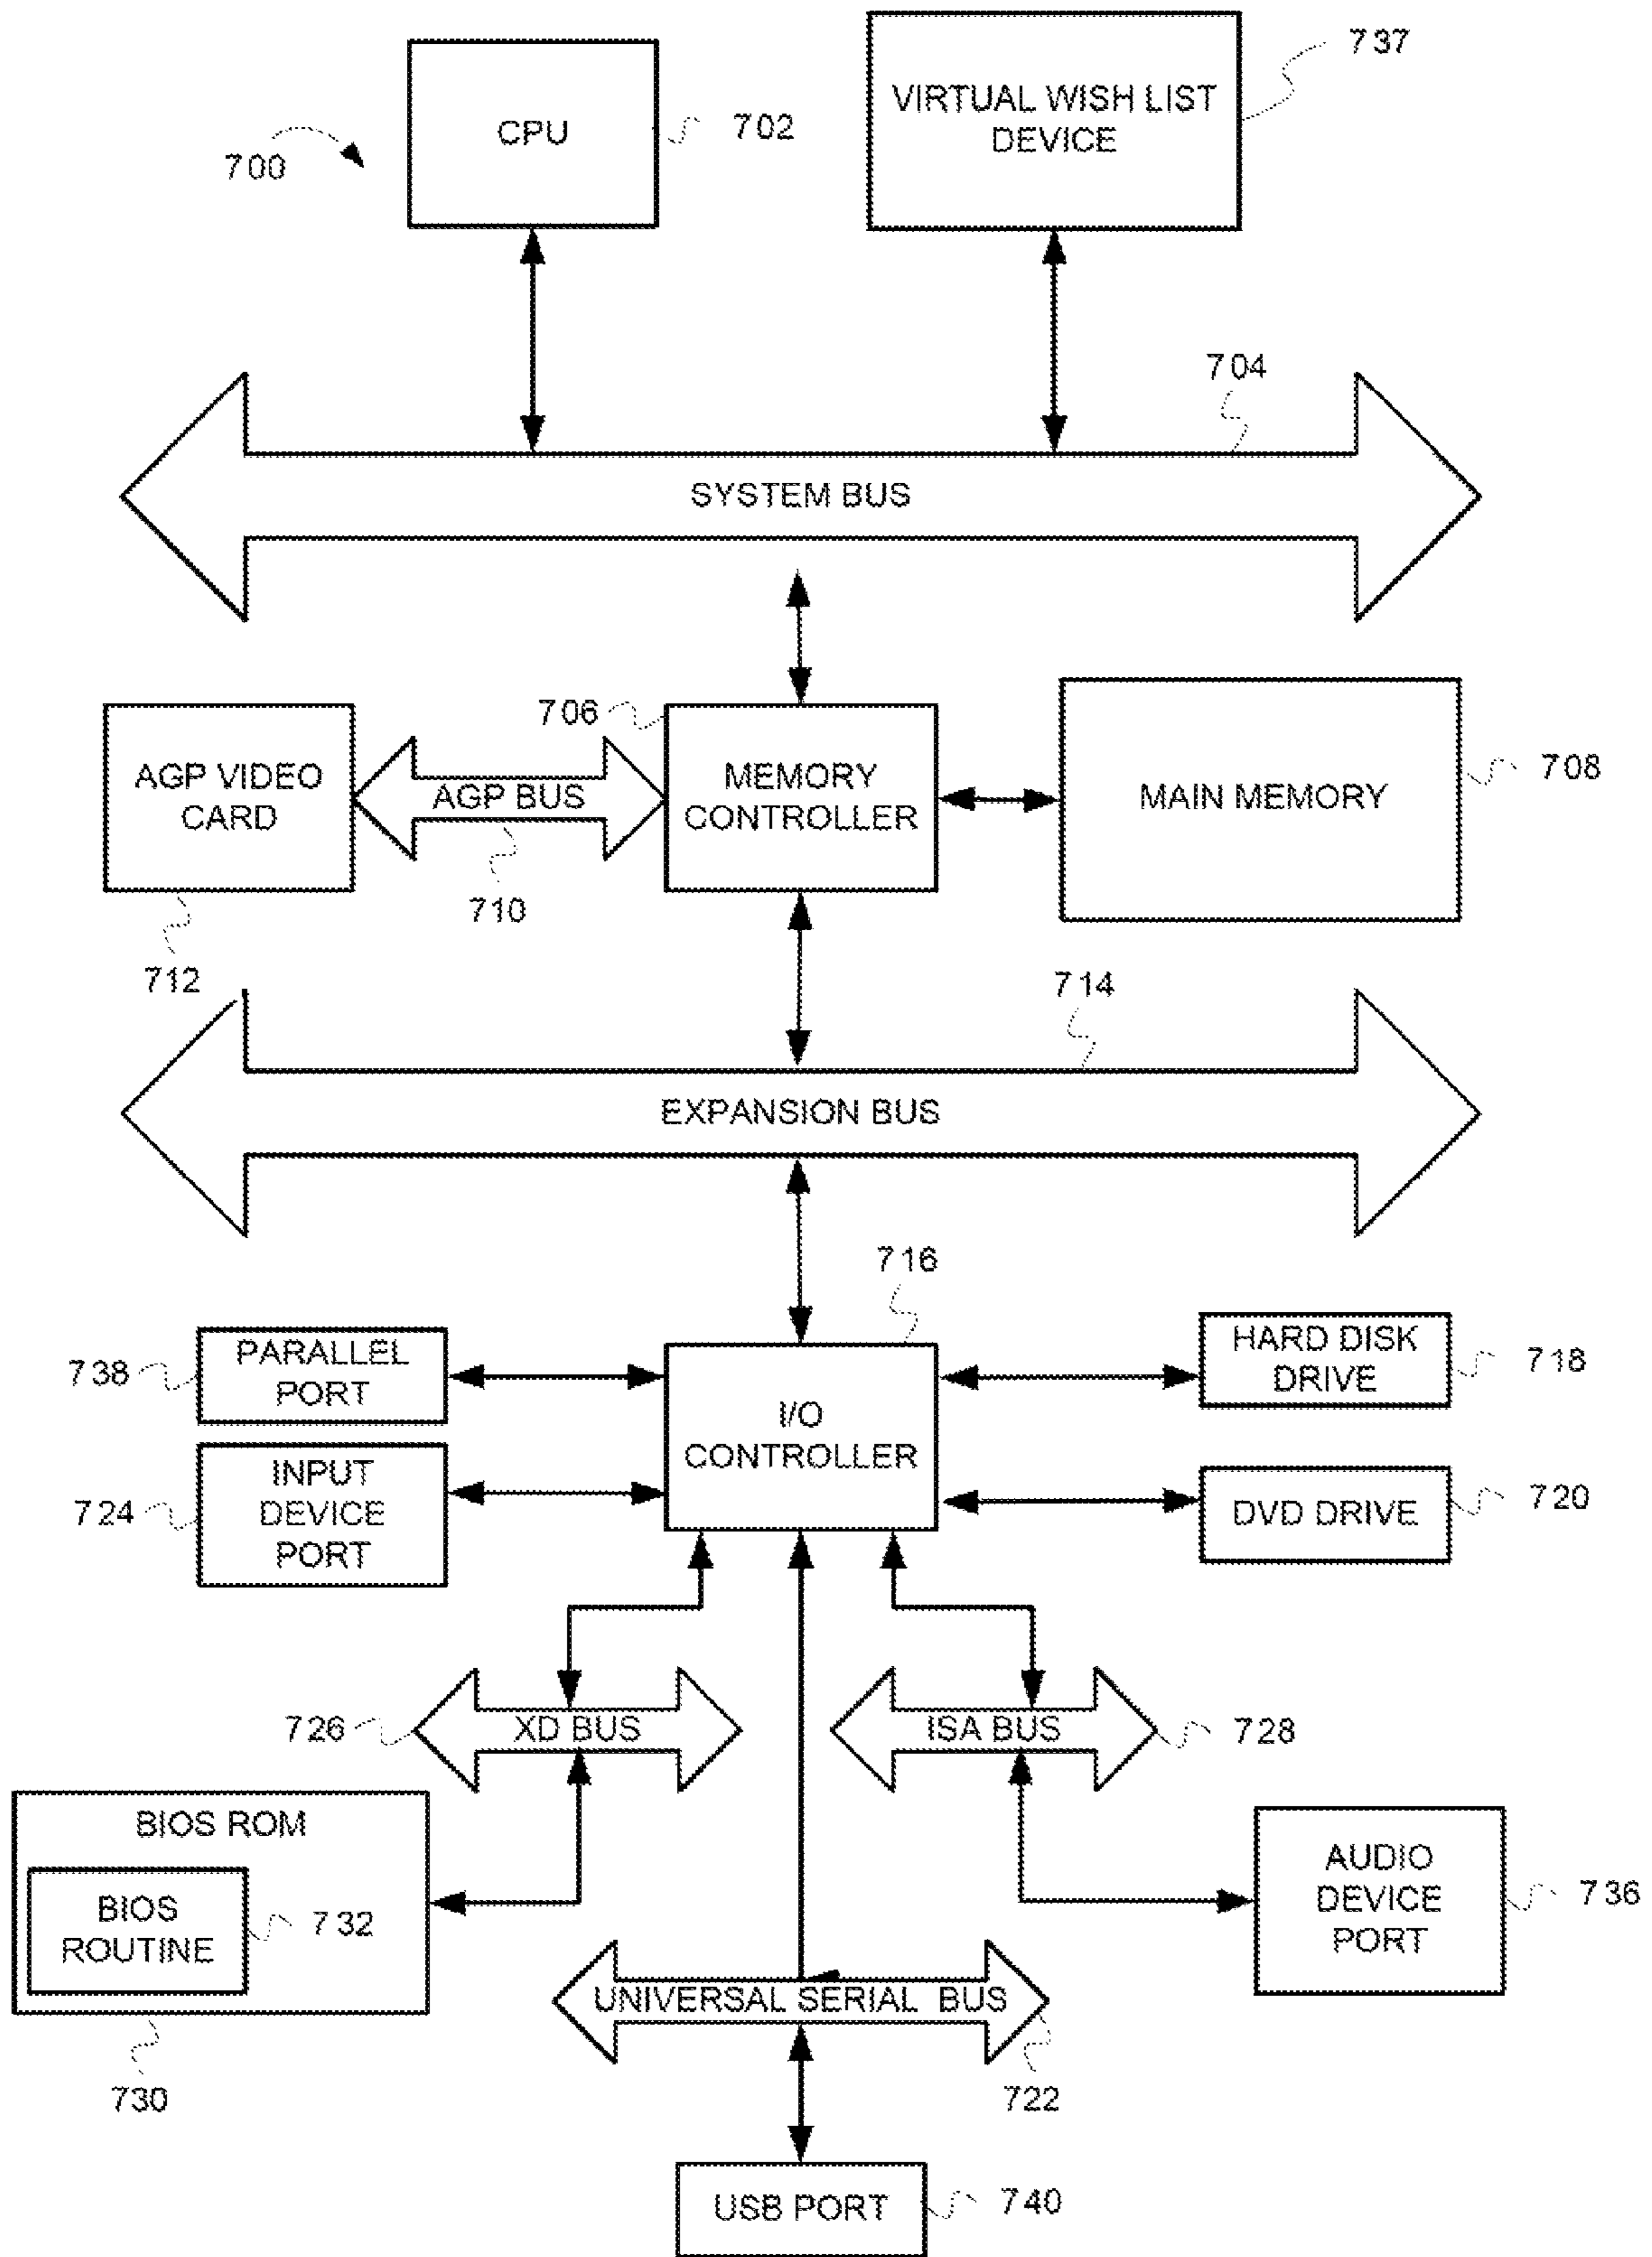 737
VIRTUAL WISH LIST
DEVICE
CPU
702
700
704
SYSTEM BUS
706
AGP VIDEO
CARD
AGP BUS
MEMORY
CONTROLLER
MAIN MEMORY
708
710
712
714
EXPANSION BUS
716
PARALLEL
PORT
738
HARD DISK
DRIVE
718
I/O
CONTROLLER
INPUT
DEVICE
PORT
724
DVD DRIVE
720
726
XD BUS
ISA BUS
728
BIOS ROM
BIOS
ROUTINE
732
AUDIO
DEVICE
PORT
736
UNIVERSAL SERIAL BUS
730
722
USB PORT
740